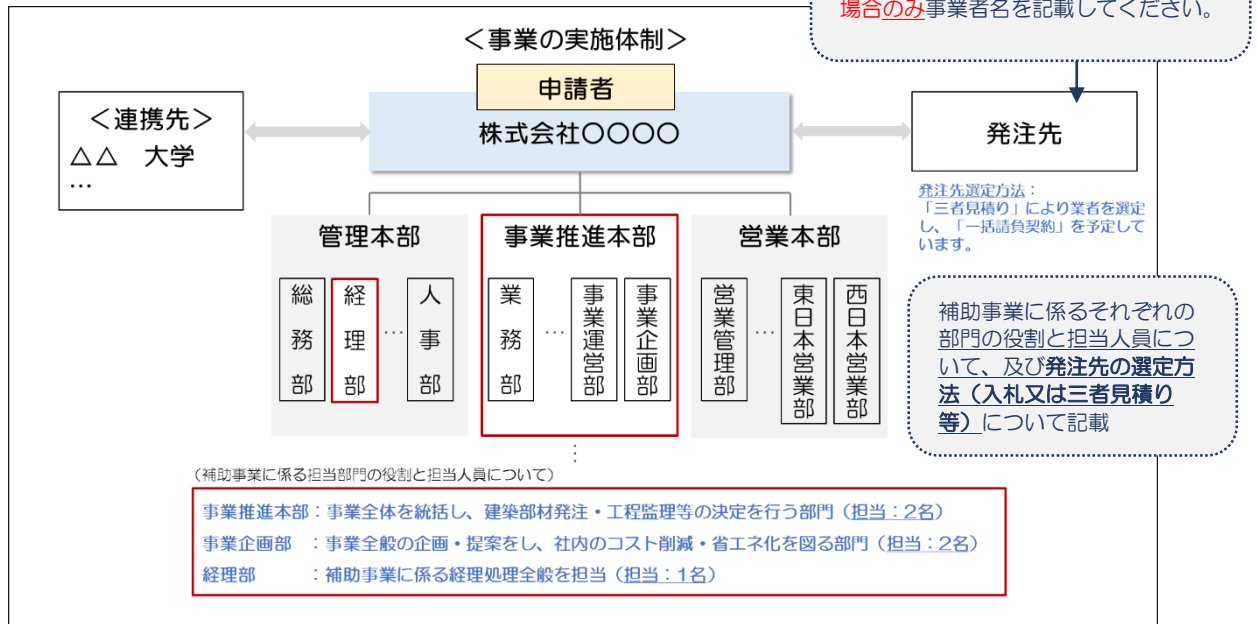 場合のみ事業者名を記載してください。
＜事業の実施体制＞
申請者
株式会社〇〇〇〇
＜連携先＞
△△　大学
…
発注先
発注先選定方法：
「三者見積り」により業者を選定
し、「一括請負契約」を予定して
います。
管理本部
総務部
経理部
…
人事部
事業推進本部
業務部
…
事業運営部
事業企画部
営業本部
営業管理部
…
東日本営業部
西日本営業部
補助事業に係るそれぞれの
部門の役割と担当人員につ
いて、及び発注先の選定方
法（入札又は三者見積り
等）について記載
…
（補助事業に係る担当部門の役割と担当人員について）
事業推進本部：事業全体を統括し、建築部材発注・工程監理等の決定を行う部門（担当：2名）
事業企画部　：事業全般の企画・提案をし、社内のコスト削減・省エネ化を図る部門（担当：2名）
経理部　　　：補助事業に係る経理処理全般を担当（担当：1名）